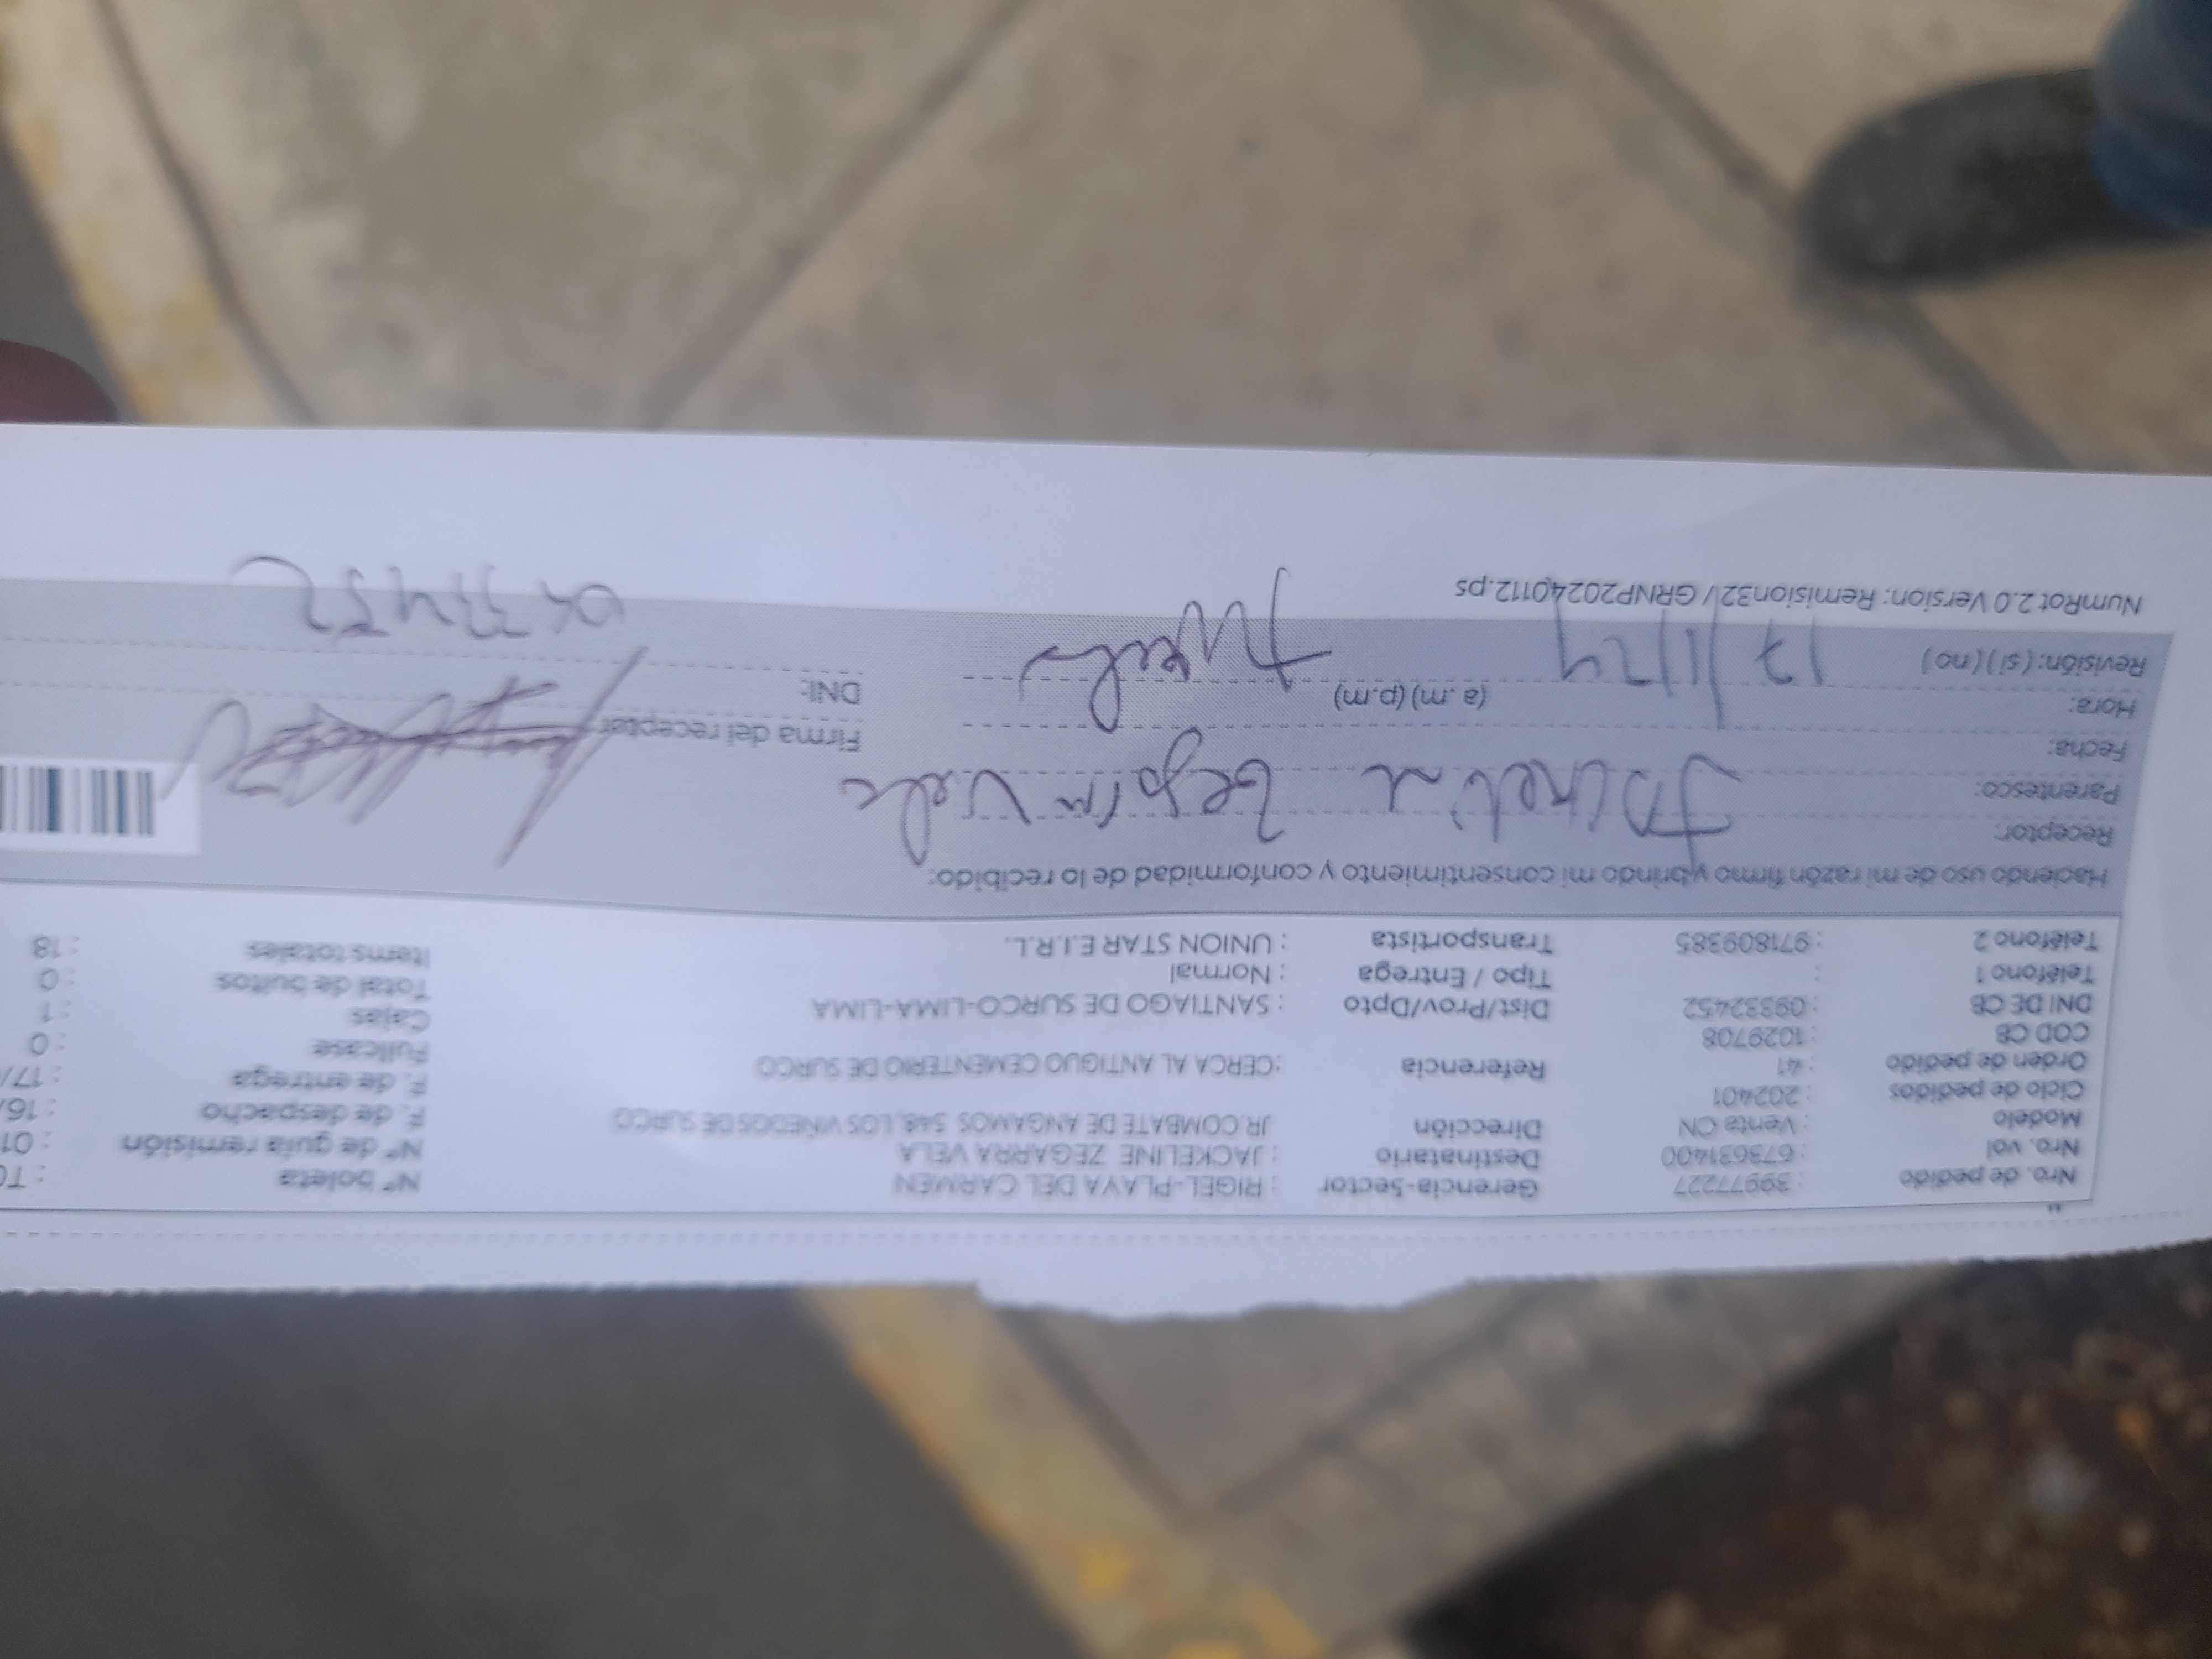 Nro. de pedido : 39977227 Gerencia-Sector : RIGEL-PLAYA DEL CARMEN Nº boleta : T0
Nro. vol : 673631400 Destinatario : JACKELINE ZEGARRA VELA Nº de guía remisión : 01
Modelo : Venta CN Dirección JR.COMBATE DE ANGAMOS 548, LOS VIÑEDOS DE SURCO F. de despacho : 16/
Ciclo de pedidos : 202401 F. de entrega : 17/
Orden de pedido : 41 Referencia :CERCA AL ANTIGUO CEMENTERIO DE SURCO Fullcase : 0
COD CB : 1029708 Cajas : 1
DNI DE CB : 09332452 Dist/Prov/Dpto : SANTIAGO DE SURCO-LIMA-LIMA Total de bultos : 0
Teléfono 1 : Tipo / Entrega : Normal Items totales : 18
Teléfono 2 : 971809385 Transportista : UNION STAR E.I.R.L.
Haciendo uso de mi razón firmo y brindo mi consentimiento y conformidad de lo recibido:
Receptor:
Parentesco:
Fecha: Firma del receptor
Hora: (a.m) (p.m) DNI:
Revisión: (si) (no) 17/1/24
NumRot 2.0 Version: Remision32 / GRNP20240112.ps